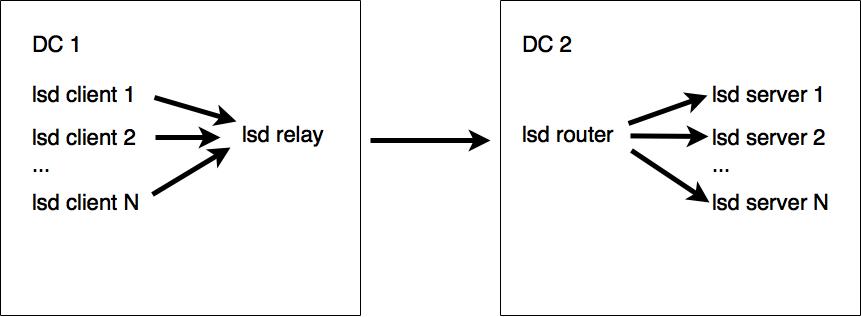 DC 1
lsd client 1
lsd client 2
...
lsd client N
lsd relay
DC 2
lsd router
lsd server 1
lsd server 2
...
lsd server N